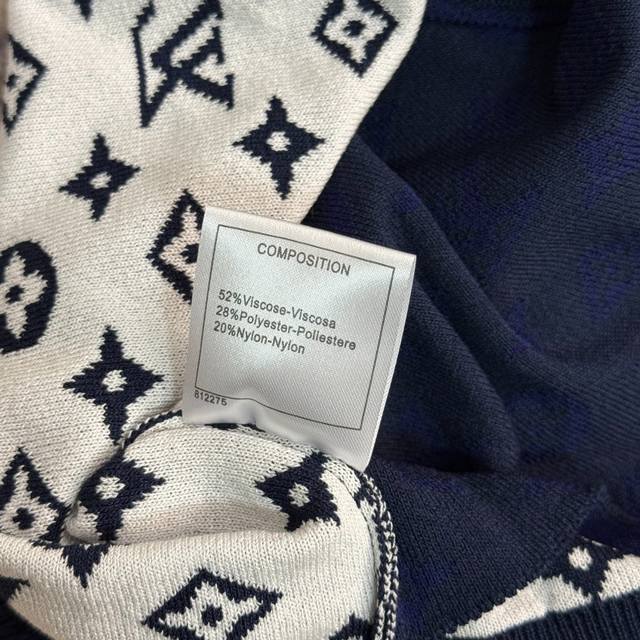 COMPOSITION
52%Viscose-Viscosa
28%Polyester-Poliestere
20%Nylon-Nylon
812275